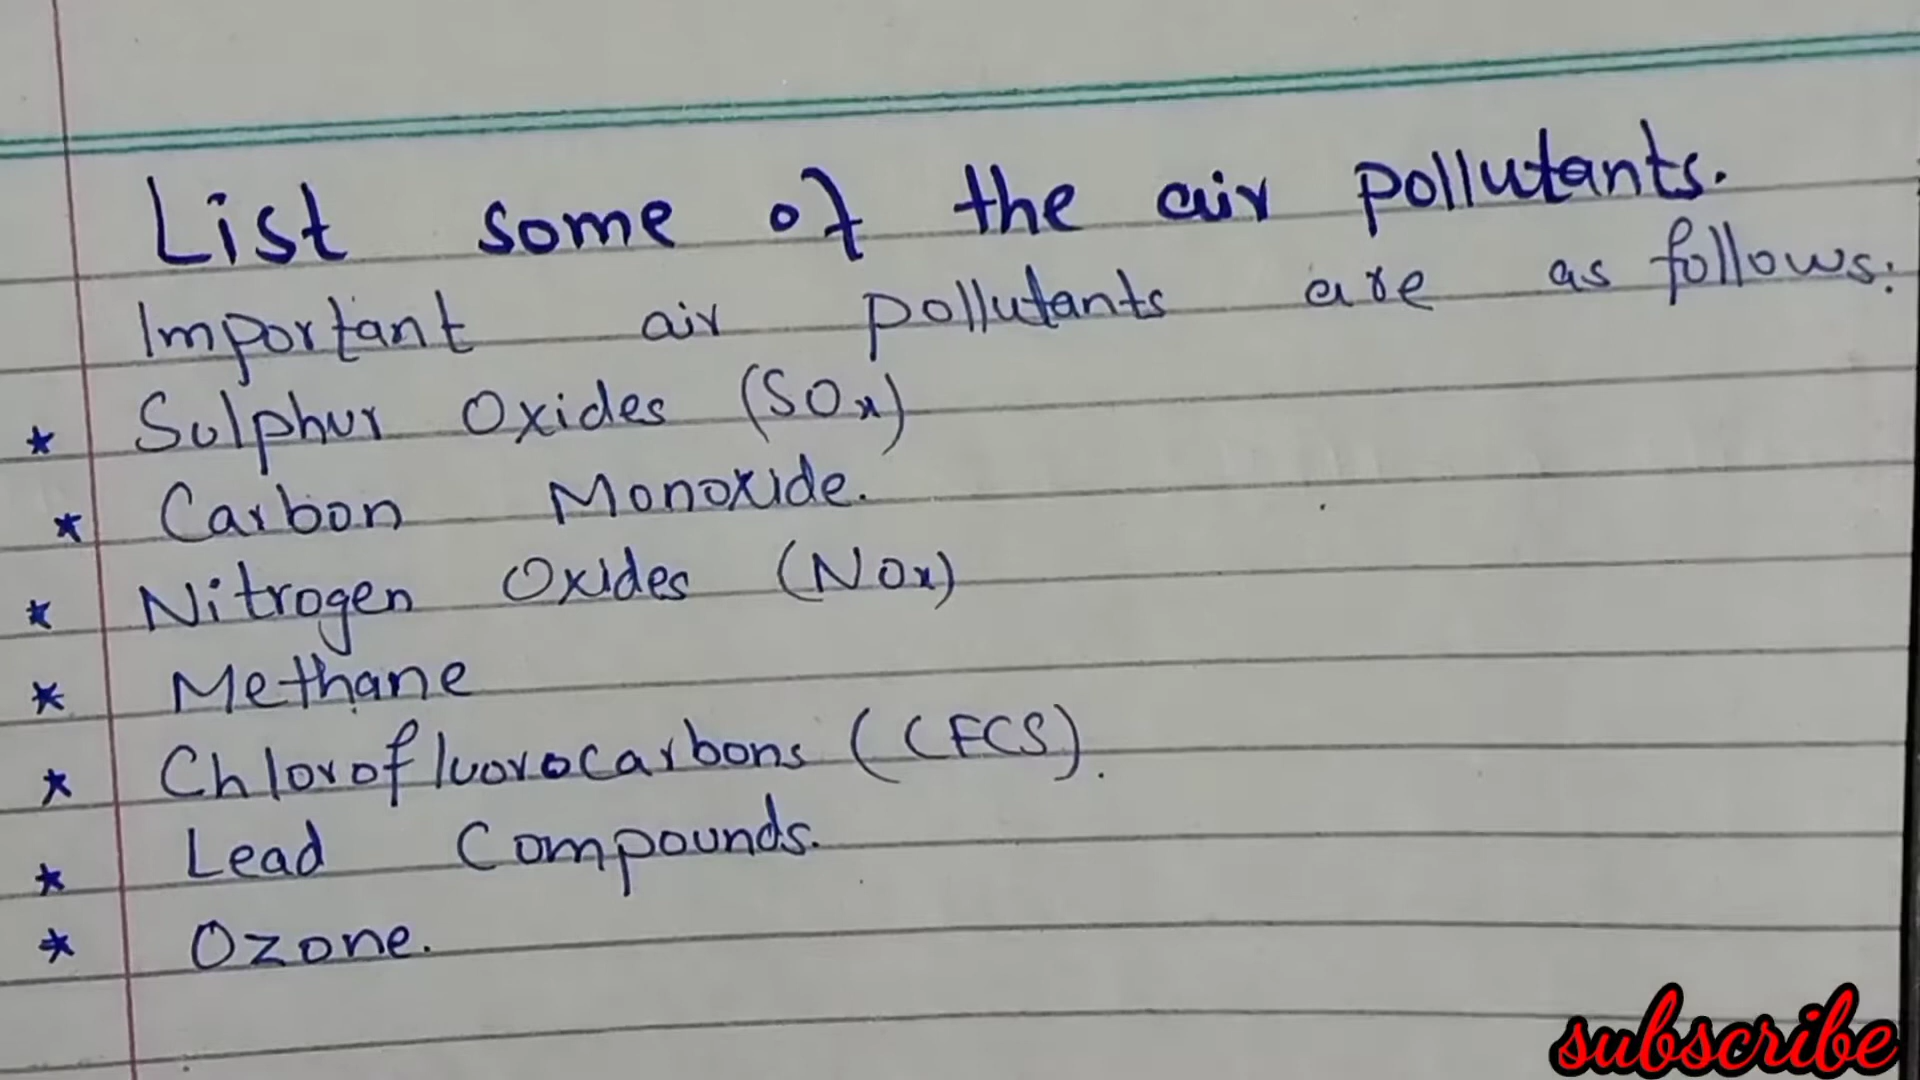 List some of the air pollutants.
Important air pollutants are as follows:
* Sulphur Oxides (SOx)
* Carbon Monoxide.
* Nitrogen Oxides (NOx)
* Methane
* Chlorofluorocarbons (CFCS).
* Lead Compounds.
* Ozone.
subscribe